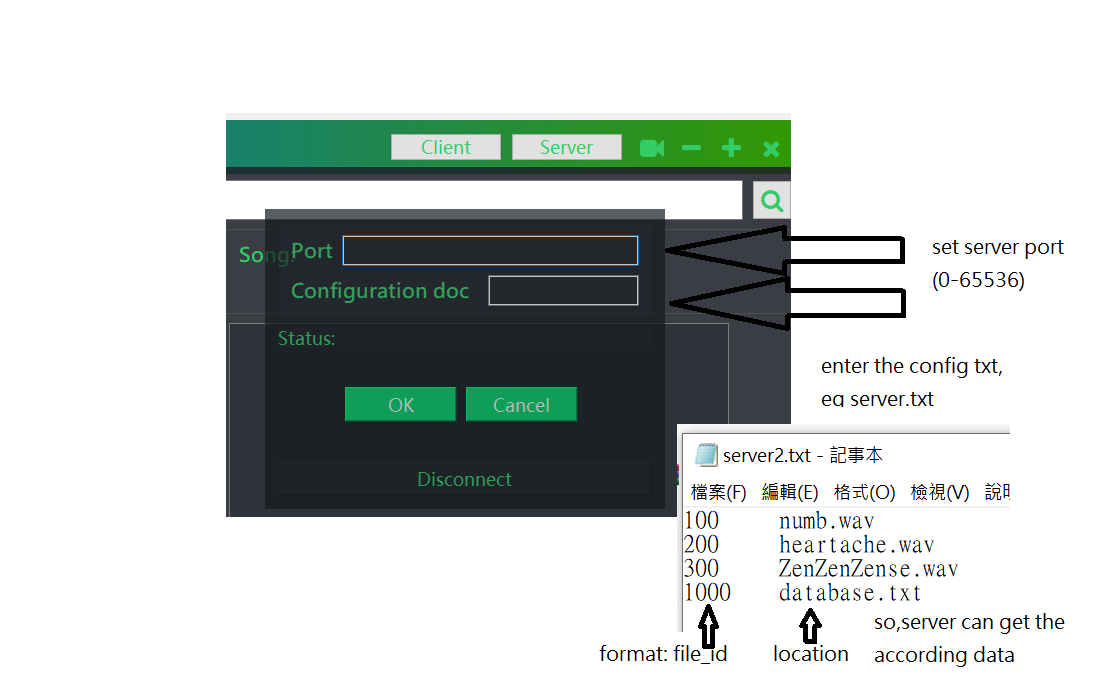 Client Server
Song:
Port
Configuration doc
Status:
OK Cancel
Disconnect
set server port
(0-65536)
enter the config txt,
eg server.txt
server2.txt - 記事本
檔案(F) 編輯(E) 格式(O) 檢視(V) 說明
100 numb.wav
200 heartache.wav
300 ZenZenZense.wav
1000 database.txt
format: file_id
location
so,server can get the
according data